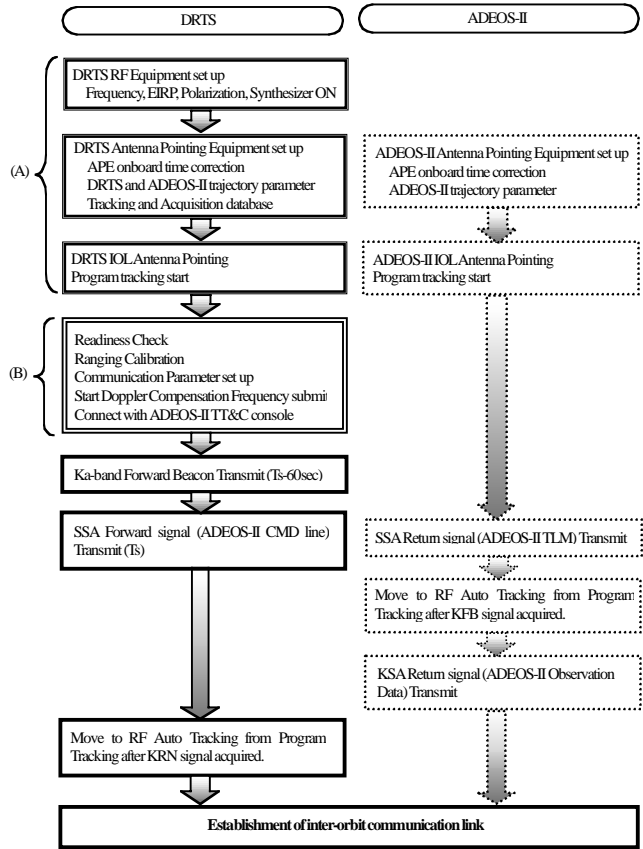 DRTS
ADEOS-II
(A)
DRTS RF Equipment set up
Frequency, EIRP, Polarization, Synthesizer ON
DRTS Antenna Pointing Equipment set up
APE onboard time correction
DRTS and ADEOS-II trajectory parameter
Tracking and Acquisition database
DRTS IOL Antenna Pointing
Program tracking start
ADEOS-II Antenna Pointing Equipment set up
APE onboard time correction
ADEOS-II trajectory parameter
ADEOS-II IOL Antenna Pointing
Program tracking start
(B)
Readiness Check
Ranging Calibration
Communication Parameter set up
Start Doppler Compensation Frequency submit
Connect with ADEOS-II TT&C console
Ka-band Forward Beacon Transmit (Ts-60sec)
SSA Forward signal (ADEOS-II CMD line)
Transmit (Ts)
SSA Return signal (ADEOS-II TLM) Transmit
Move to RF Auto Tracking from Program
Tracking after KFB signal acquired.
KSA Return signal (ADEOS-II Observation
Data) Transmit
Move to RF Auto Tracking from Program
Tracking after KRN signal acquired.
Establishment of inter-orbit communication link